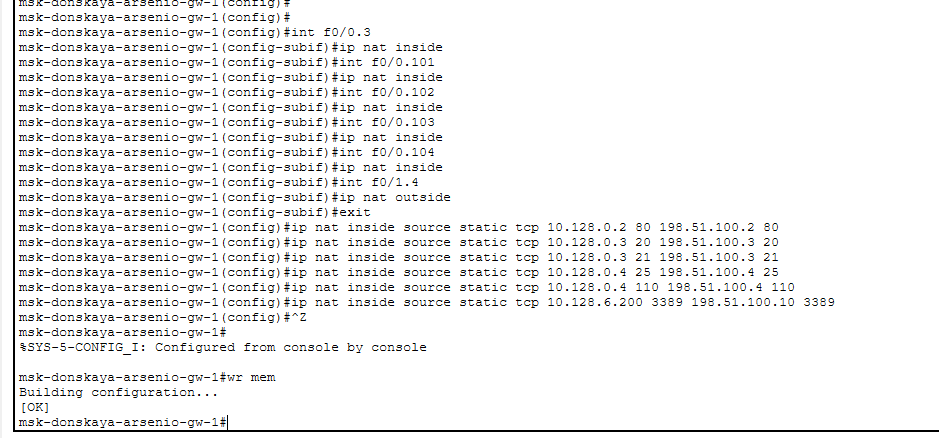 msk-donskaya-arsenio-gw-1(config)#
msk-donskaya-arsenio-gw-1(config)#
msk-donskaya-arsenio-gw-1(config)#int f0/0.3
msk-donskaya-arsenio-gw-1(config-subif)#ip nat inside
msk-donskaya-arsenio-gw-1(config-subif)#int f0/0.101
msk-donskaya-arsenio-gw-1(config-subif)#ip nat inside
msk-donskaya-arsenio-gw-1(config-subif)#int f0/0.102
msk-donskaya-arsenio-gw-1(config-subif)#ip nat inside
msk-donskaya-arsenio-gw-1(config-subif)#int f0/0.103
msk-donskaya-arsenio-gw-1(config-subif)#ip nat inside
msk-donskaya-arsenio-gw-1(config-subif)#int f0/0.104
msk-donskaya-arsenio-gw-1(config-subif)#ip nat inside
msk-donskaya-arsenio-gw-1(config-subif)#int f0/1.4
msk-donskaya-arsenio-gw-1(config-subif)#ip nat outside
msk-donskaya-arsenio-gw-1(config-subif)#exit
msk-donskaya-arsenio-gw-1(config)#ip nat inside source static tcp 10.128.0.2 80 198.51.100.2 80
msk-donskaya-arsenio-gw-1(config)#ip nat inside source static tcp 10.128.0.3 20 198.51.100.3 20
msk-donskaya-arsenio-gw-1(config)#ip nat inside source static tcp 10.128.0.3 21 198.51.100.3 21
msk-donskaya-arsenio-gw-1(config)#ip nat inside source static tcp 10.128.0.4 25 198.51.100.4 25
msk-donskaya-arsenio-gw-1(config)#ip nat inside source static tcp 10.128.0.4 110 198.51.100.4 110
msk-donskaya-arsenio-gw-1(config)#ip nat inside source static tcp 10.128.6.200 3389 198.51.100.10 3389
msk-donskaya-arsenio-gw-1(config)#^Z
msk-donskaya-arsenio-gw-1#
%SYS-5-CONFIG_I: Configured from console by console
msk-donskaya-arsenio-gw-1#wr mem
Building configuration...
[OK]
msk-donskaya-arsenio-gw-1#